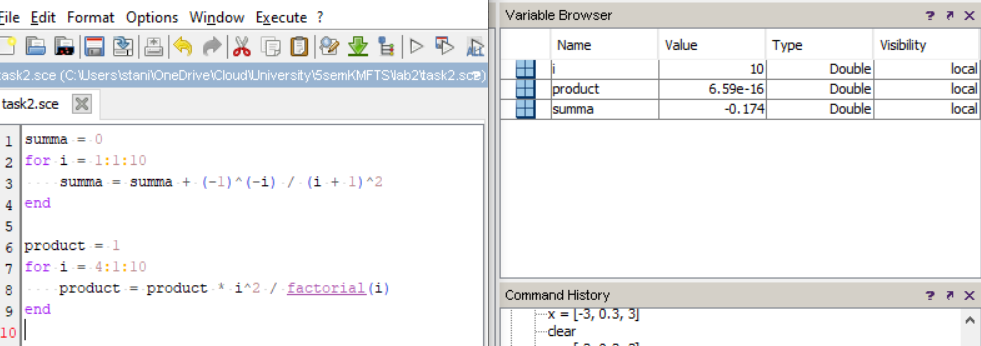 File Edit Format Options Window Execute ?
task2.sce (C:\Users\stani\OneDrive\Cloud\University\5semKMFTS\lab2\task2.sce)
task2.sce
1 summa = 0
2 for i = 1:1:10
3 summa = summa + (-1)^(-i) / (i + 1)^2
4 end
5
6 product = 1
7 for i = 4:1:10
8 product = product * i^2 / factorial(i)
9 end
10
Variable Browser ?
Name Value Type Visibility
i 10 Double local
product 6.59e-16 Double local
summa -0.174 Double local
Command History ?
x = [-3, 0.3, 3]
clear